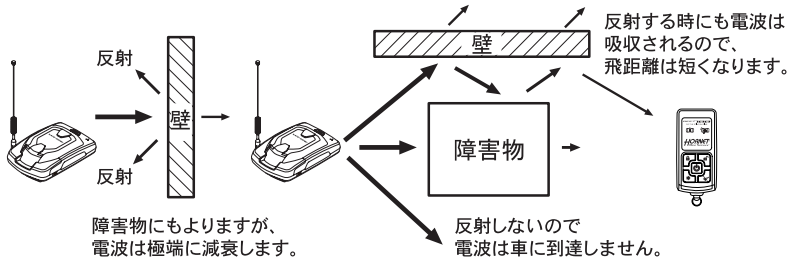 反射
壁
反射
障害物にもよりますが、
電波は極端に減衰します。
壁
反射する時にも電波は
吸収されるので、
飛距離は短くなります。
障害物
HORNET
反射しないので
電波は車に到達しません。